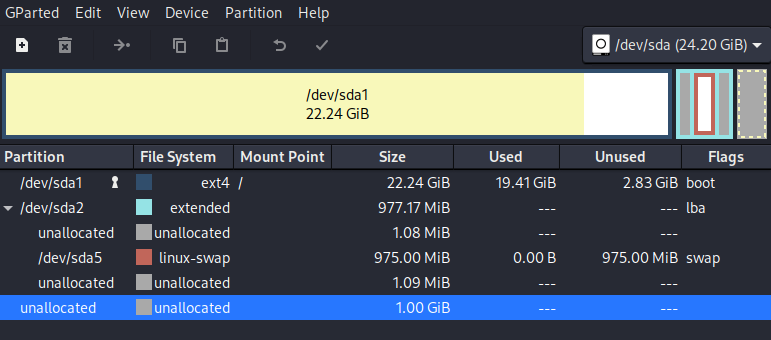 GParted Edit View Device Partition Help
/dev/sda (24.20 GiB)
/dev/sda1
22.24 GiB
Partition File System Mount Point Size Used Unused Flags
/dev/sda1 ext4 / 22.24 GiB 19.41 GiB 2.83 GiB boot
/dev/sda2 extended 977.17 MiB --- --- lba
unallocated unallocated 1.08 MiB --- ---
/dev/sda5 linux-swap 975.00 MiB 0.00 B 975.00 MiB swap
unallocated unallocated 1.09 MiB --- ---
unallocated unallocated 1.00 GiB --- ---